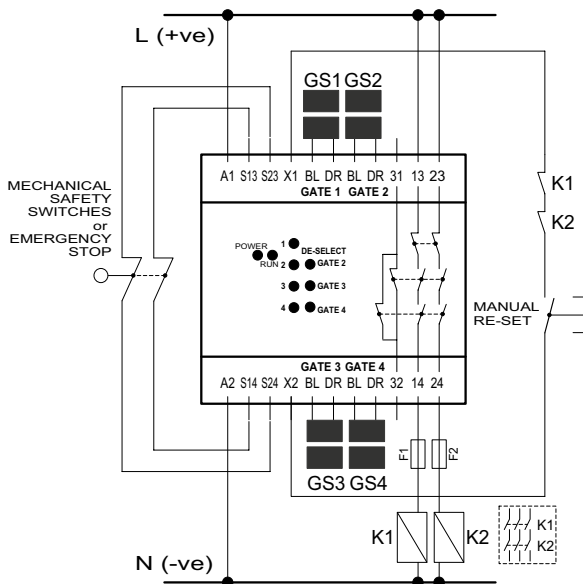 L (+ve)
GS1 GS2
A1 S13 S23 X1 BL DR BL DR 31 13 23
GATE 1 GATE 2
K1
K2
MECHANICAL
SAFETY
SWITCHES
or
EMERGENCY
STOP
POWER
RUN
1
DE-SELECT
2 GATE 2
3 GATE 3
4 GATE 4
MANUAL
RE-SET
GATE 3 GATE 4
A2 S14 S24 X2 BL DR BL DR 32 14 24
F1 F2
GS3 GS4
K1 K2
K1
K2
N (-ve)